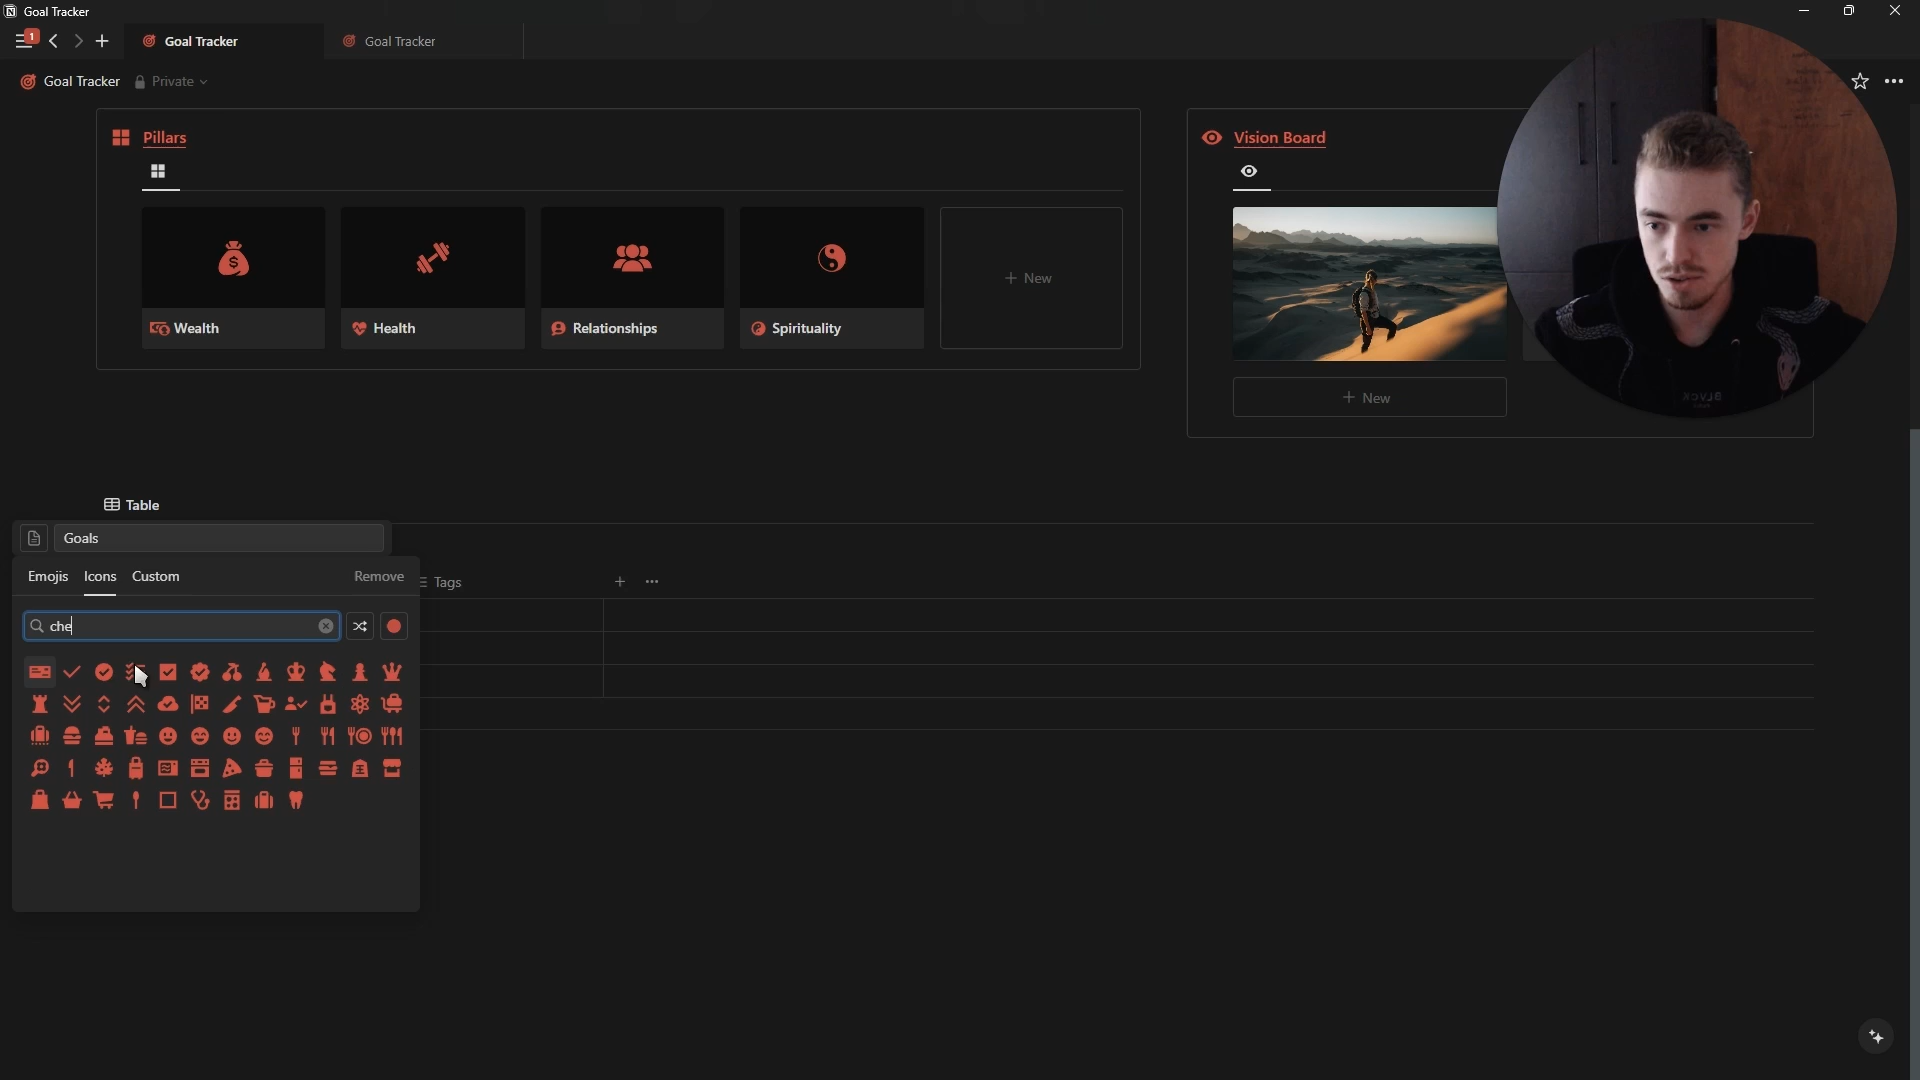 Goal Tracker
1
Goal Tracker
Goal Tracker
Goal Tracker
Private
Pillars
Vision Board
Wealth
Health
Relationships
Spirituality
+ New
+ New
Table
Goals
Emojis
Icons
Custom
Remove
Tags
che